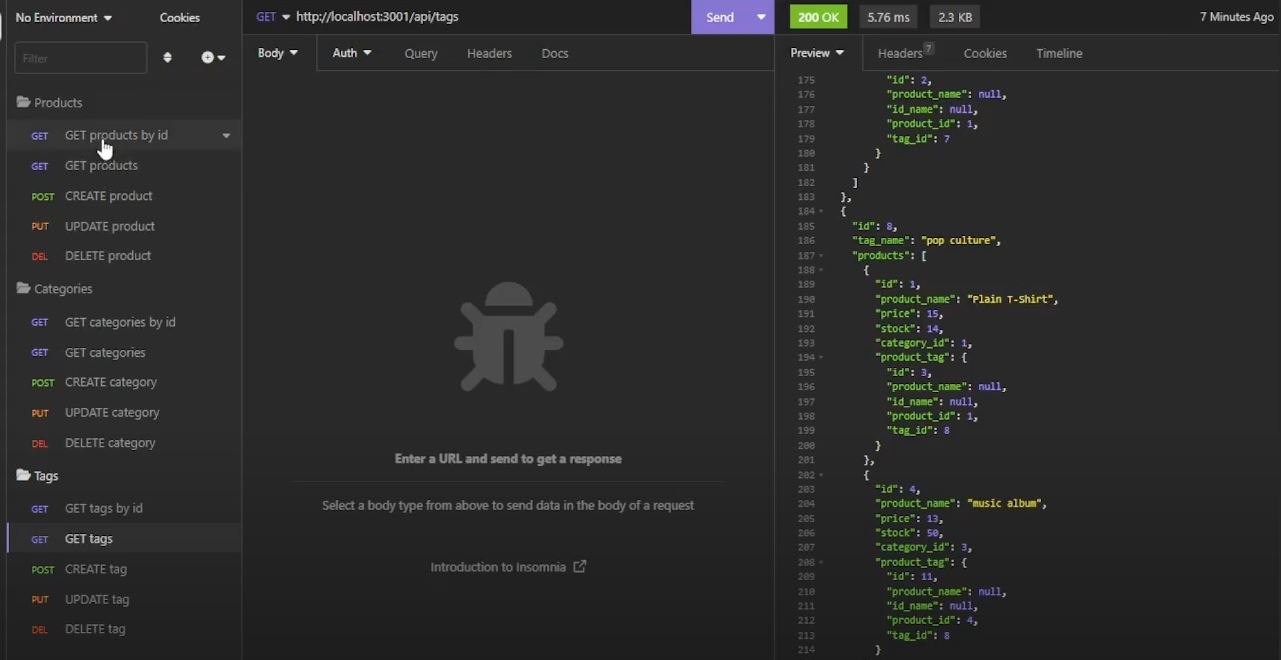 No Environment
Cookies
GET http://localhost:3001/api/tags
Send
200 OK
5.76 ms
2.3 KB
7 Minutes Ago
Filter
Products
GET GET products by id
GET GET products
POST CREATE product
PUT UPDATE product
DEL DELETE product
Categories
GET GET categories by id
GET GET categories
POST CREATE category
PUT UPDATE category
DEL DELETE category
Tags
GET GET tags by id
GET GET tags
POST CREATE tag
PUT UPDATE tag
DEL DELETE tag
Body
Auth
Query
Headers
Docs
Enter a URL and send to get a response
Select a body type from above to send data in the body of a request
Introduction to Insomnia
Preview
Headers 7
Cookies
Timeline
175 "id": 2,
176 "product_name": null,
177 "id_name": null,
178 "product_id": 1,
179 "tag_id": 7
180 }
181 }
182 ]
183 },
184 {
185 "id": 8,
186 "tag_name": "pop culture",
187 "products": [
188 {
189 "id": 1,
190 "product_name": "Plain T-Shirt",
191 "price": 15,
192 "stock": 14,
193 "category_id": 1,
194 "product_tag": {
195 "id": 3,
196 "product_name": null,
197 "id_name": null,
198 "product_id": 1,
199 "tag_id": 8
200 }
201 },
202 {
203 "id": 4,
204 "product_name": "music album",
205 "price": 13,
206 "stock": 50,
207 "category_id": 3,
208 "product_tag": {
209 "id": 11,
210 "product_name": null,
211 "id_name": null,
212 "product_id": 4,
213 "tag_id": 8
214 }